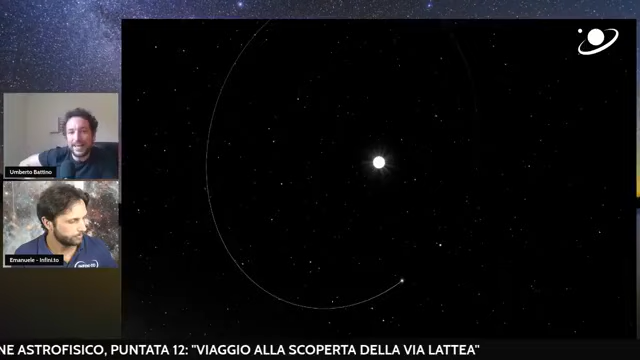 Umberto Battino
Emanuele - Infini.to
NE ASTROFISICO, PUNTATA 12: "VIAGGIO ALLA SCOPERTA DELLA VIA LATTEA"